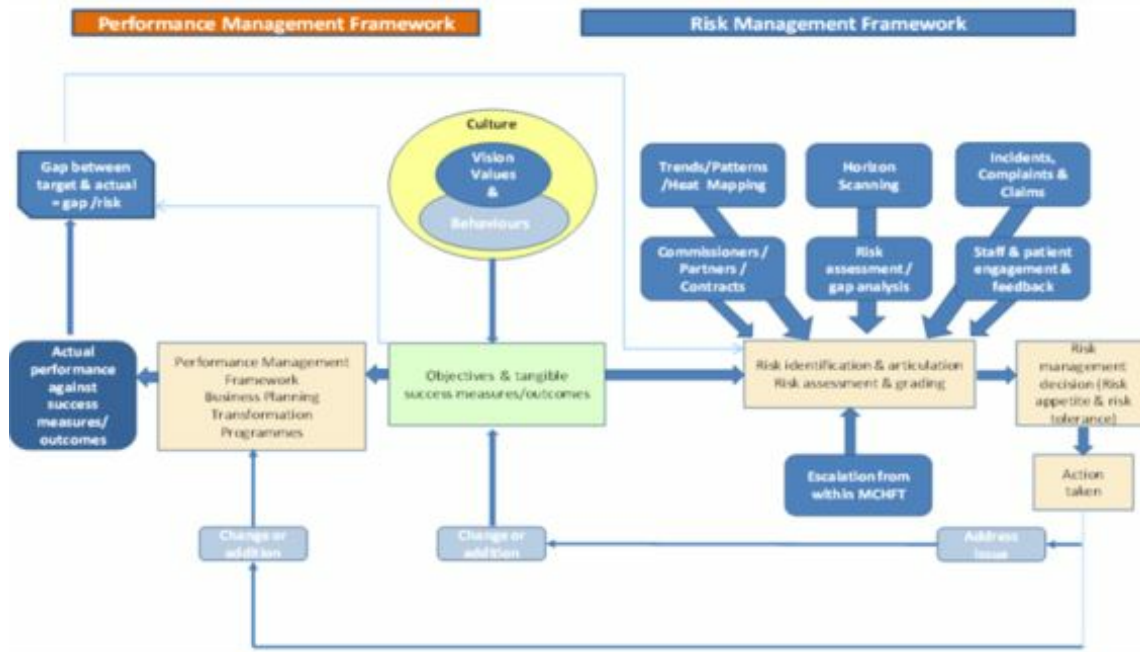 Performance Management Framework
Risk Management Framework
Culture
Vision
Values
&
Behaviours
Gap between
target & actual
= gap /risk
Trends/Patterns
/Heat Mapping
Horizon
Scanning
Incidents,
Complaints &
Claims
Commissioners /
Partners /
Contracts
Risk
assessment /
gap analysis
Staff & patient
engagement &
feedback
Actual
performance
against
success
measures/
outcomes
Performance Management
Framework
Business Planning
Transformation
Programmes
Objectives & tangible
success measures/outcomes
Risk identification & articulation
Risk assessment & grading
Risk
management
decision (Risk
appetite & risk
tolerance)
Escalation from
within MCHFT
Action
taken
Change or
addition
Change or
addition
Address
issue